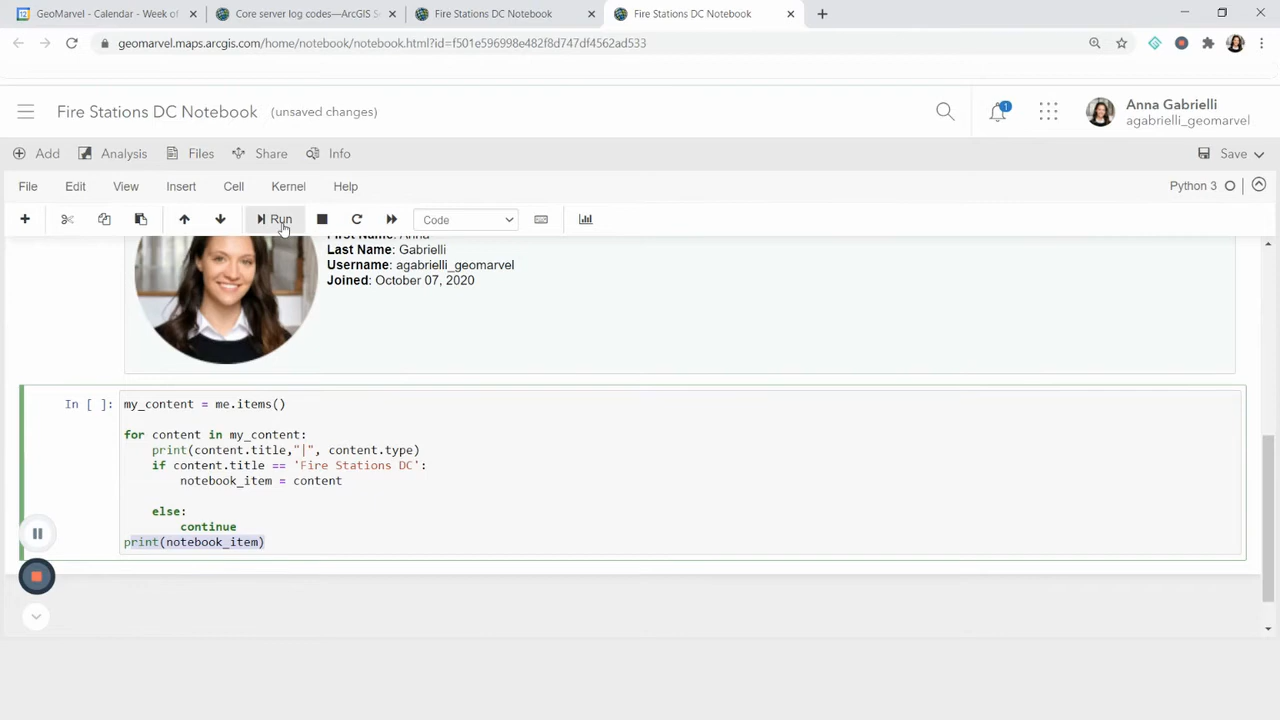 GeoMarvel - Calendar - Week of
Core server log codes—ArcGIS S
Fire Stations DC Notebook
Fire Stations DC Notebook
geomarvel.maps.arcgis.com/home/notebook/notebook.html?id=f501e596998e482f8d747df4562ad533
Fire Stations DC Notebook (unsaved changes)
1
Anna Gabrielli
agabrielli_geomarvel
Add Analysis Files Share Info Save
File Edit View Insert Cell Kernel Help Python 3
Run Code
First Name: Anna
Last Name: Gabrielli
Username: agabrielli_geomarvel
Joined: October 07, 2020
In [ ]: my_content = me.items()
for content in my_content:
print(content.title,"|", content.type)
if content.title == 'Fire Stations DC':
notebook_item = content
else:
continue
print(notebook_item)